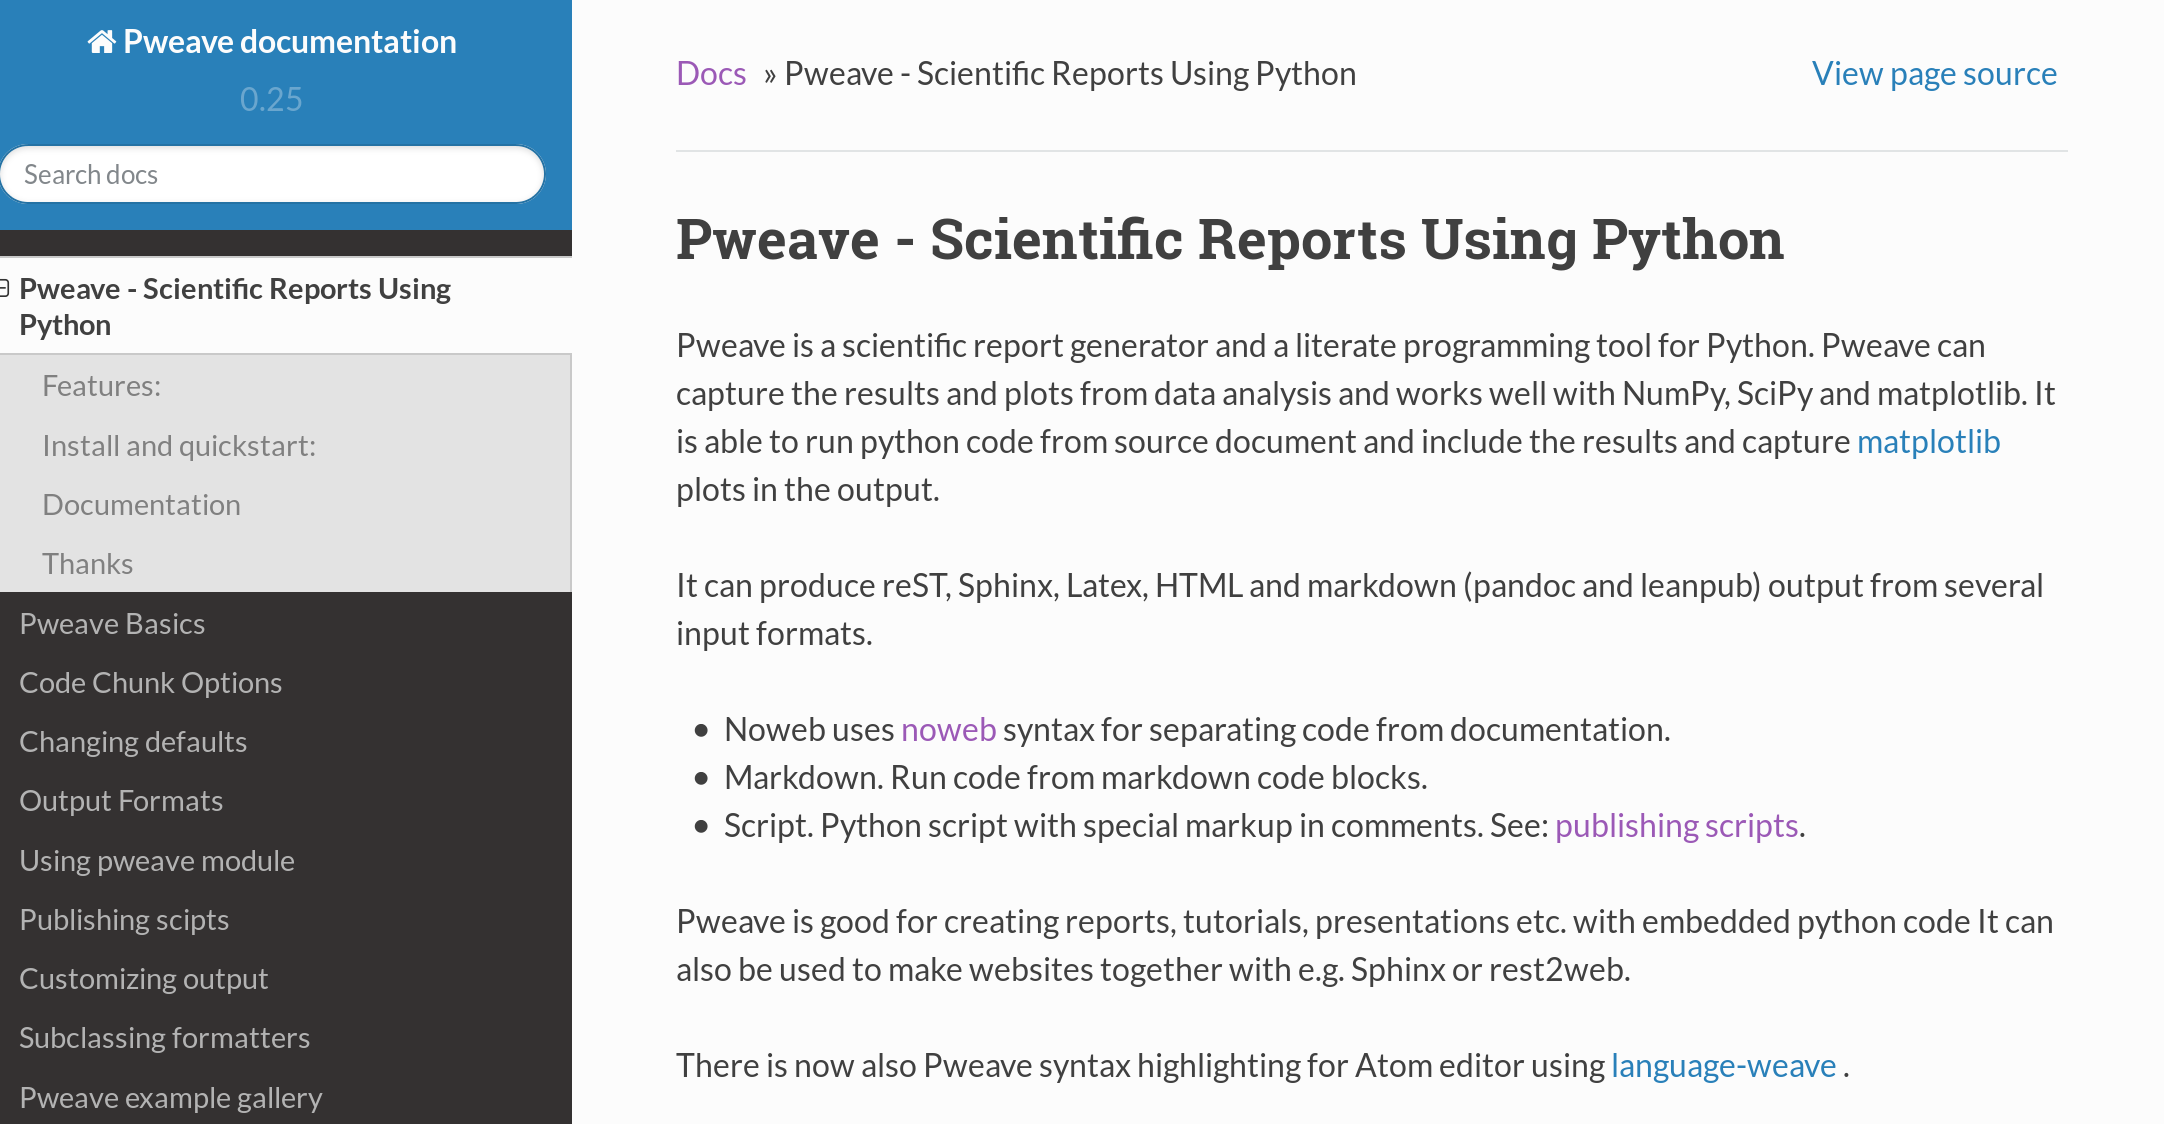 Pweave documentation
0.25
Search docs
Pweave - Scientific Reports Using
Python
Features:
Install and quickstart:
Documentation
Thanks
Pweave Basics
Code Chunk Options
Changing defaults
Output Formats
Using pweave module
Publishing scipts
Customizing output
Subclassing formatters
Pweave example gallery
Docs » Pweave - Scientific Reports Using Python
View page source
Pweave - Scientific Reports Using Python
Pweave is a scientific report generator and a literate programming tool for Python. Pweave can
capture the results and plots from data analysis and works well with NumPy, SciPy and matplotlib. It
is able to run python code from source document and include the results and capture matplotlib
plots in the output.
It can produce reST, Sphinx, Latex, HTML and markdown (pandoc and leanpub) output from several
input formats.
• Noweb uses noweb syntax for separating code from documentation.
• Markdown. Run code from markdown code blocks.
• Script. Python script with special markup in comments. See: publishing scripts.
Pweave is good for creating reports, tutorials, presentations etc. with embedded python code It can
also be used to make websites together with e.g. Sphinx or rest2web.
There is now also Pweave syntax highlighting for Atom editor using language-weave .